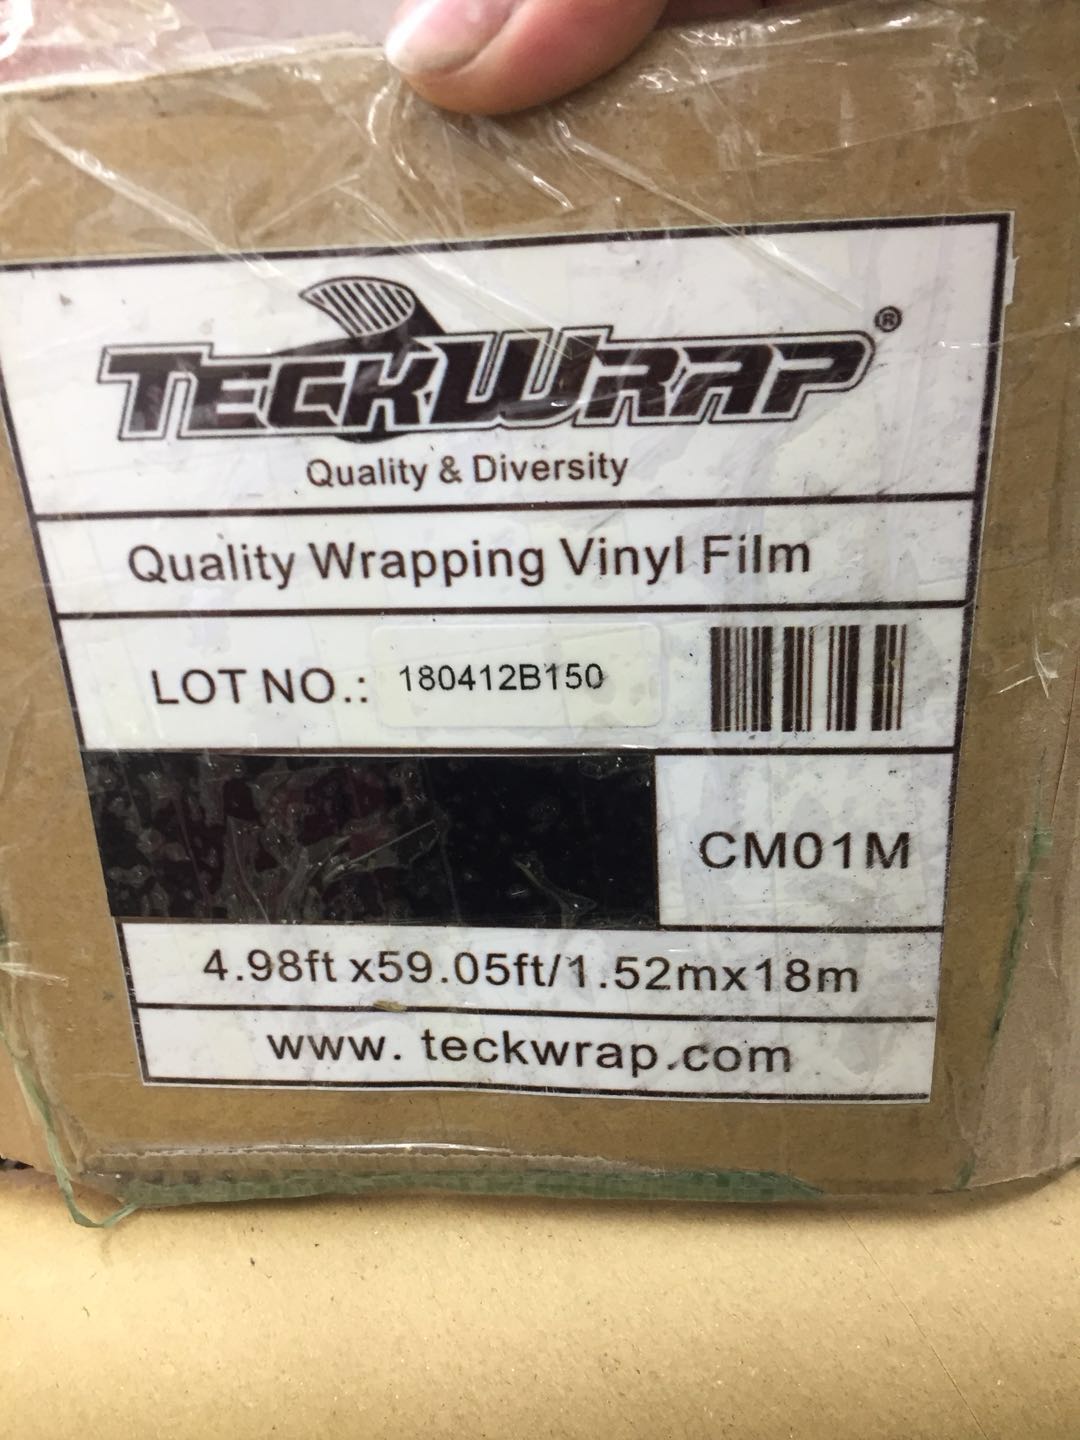 TECKWRAP®
Quality & Diversity
Quality Wrapping Vinyl Film
LOT NO.: 180412B150
CM01M
4.98ft x59.05ft/1.52mx18m
www. teckwrap.com